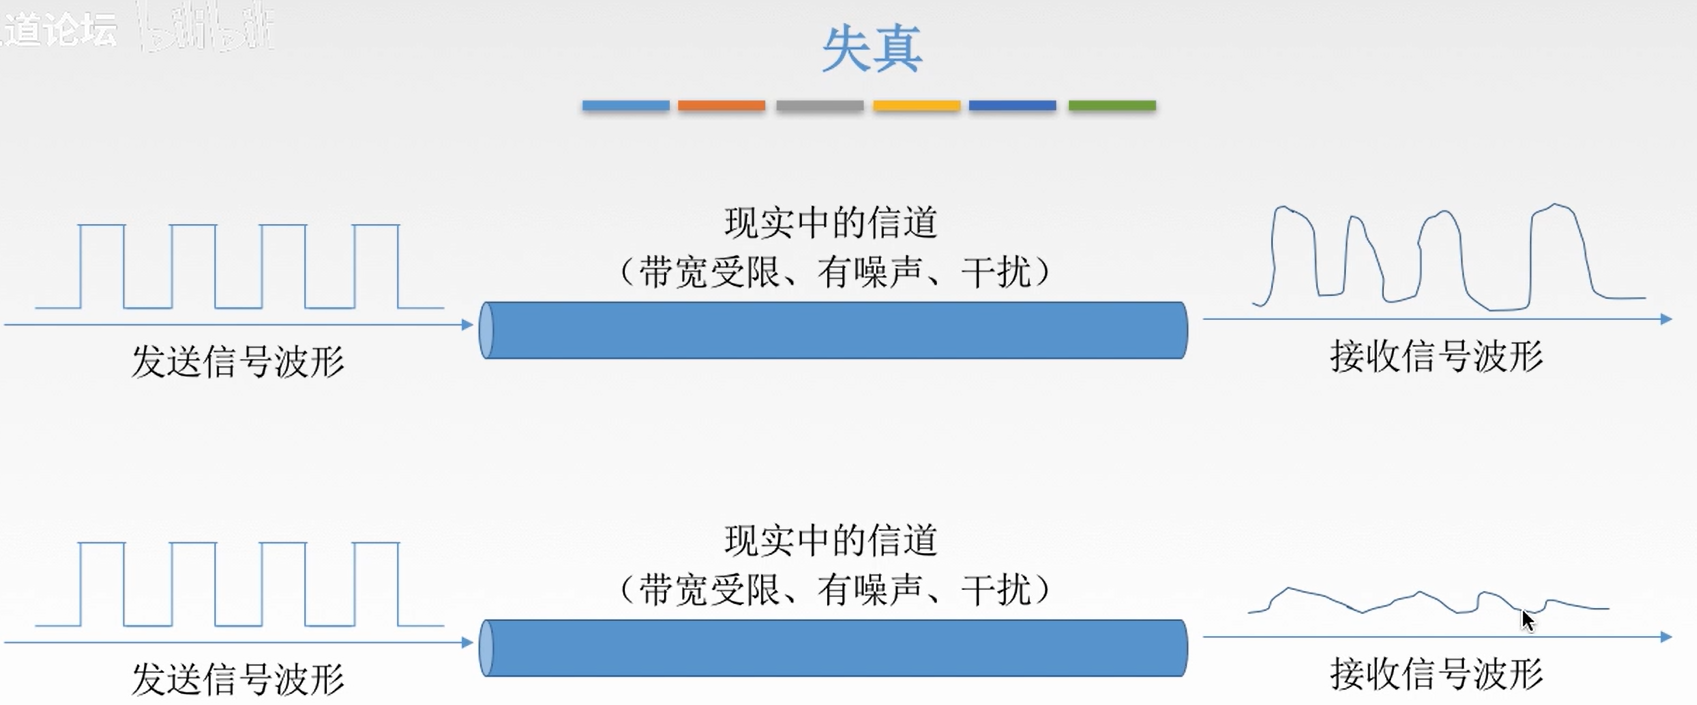 道论坛 bilibili
失真
现实中的信道
（带宽受限、有噪声、干扰）
发送信号波形
接收信号波形
现实中的信道
（带宽受限、有噪声、干扰）
发送信号波形
接收信号波形